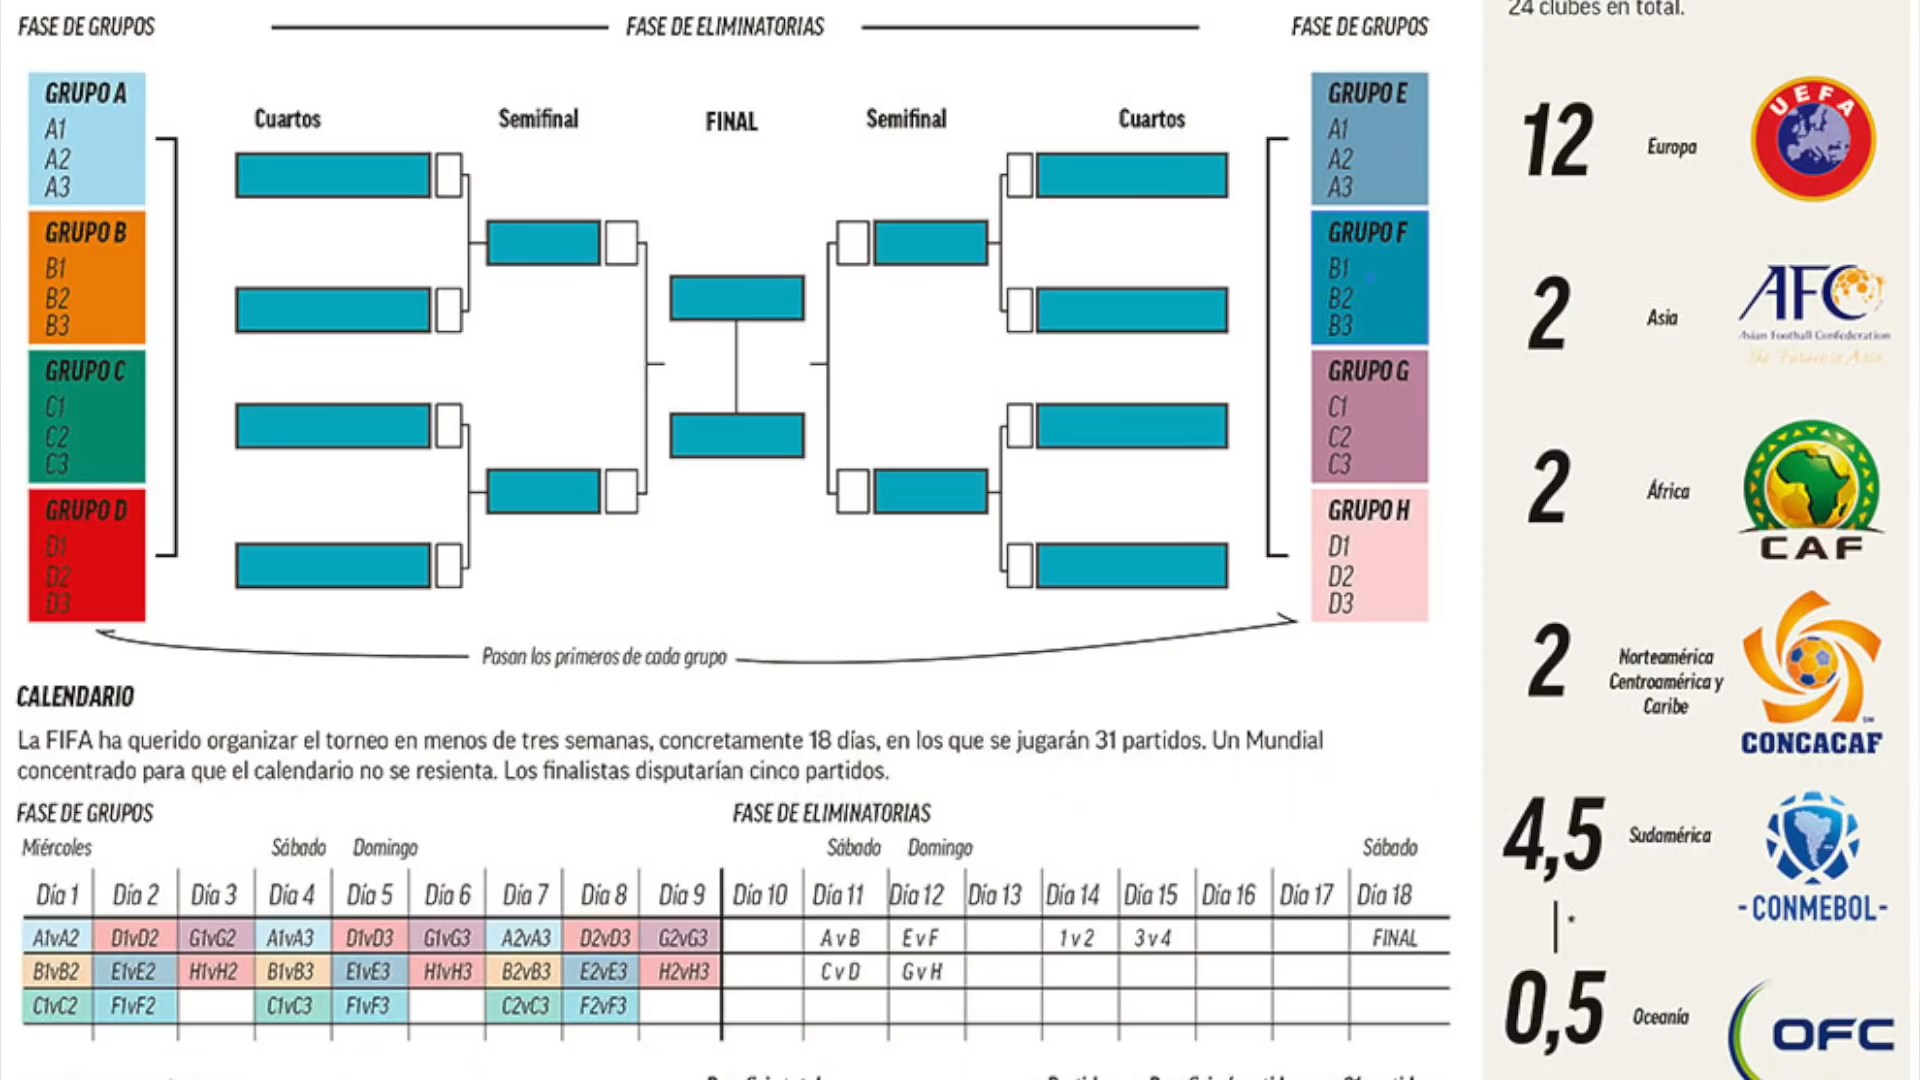 24 clubes en total.
FASE DE GRUPOS
FASE DE ELIMINATORIAS
FASE DE GRUPOS
GRUPO A
A1
A2
A3
GRUPO B
B1
B2
B3
GRUPO C
C1
C2
C3
GRUPO D
D1
D2
D3
Cuartos
Semifinal
FINAL
Semifinal
Cuartos
GRUPO E
A1
A2
A3
GRUPO F
B1
B2
B3
GRUPO G
C1
C2
C3
GRUPO H
D1
D2
D3
Pasan los primeros de cada grupo
CALENDARIO
La FIFA ha querido organizar el torneo en menos de tres semanas, concretamente 18 días, en los que se jugarán 31 partidos. Un Mundial
concentrado para que el calendario no se resienta. Los finalistas disputarían cinco partidos.
FASE DE GRUPOS
FASE DE ELIMINATORIAS
Miércoles Sábado Domingo Sábado Domingo Sábado
Día 1 Día 2 Día 3 Día 4 Día 5 Día 6 Día 7 Día 8 Día 9 Día 10 Día 11 Día 12 Día 13 Día 14 Día 15 Día 16 Día 17 Día 18
A1vA2 D1vD2 G1vG2 A1vA3 D1vD3 G1vG3 A2vA3 D2vD3 G2vG3 A v B E v F 1 v 2 3 v 4 FINAL
B1vB2 E1vE2 H1vH2 B1vB3 E1vE3 H1vH3 B2vB3 E2vE3 H2vH3 C v D G v H
C1vC2 F1vF2 C1vC3 F1vF3 C2vC3 F2vF3
12 Europa UEFA
2 Asia AFC
Asian Football Confederation
The Future is Asia
2 África CAF
2 Norteamérica
Centroamérica y
Caribe
CONCACAF
4,5 Sudamérica
-CONMEBOL-
*
0,5 Oceanía OFC